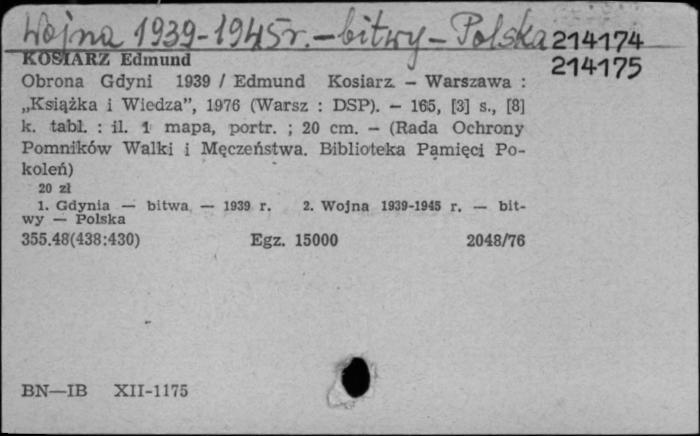 Wojna 1939-1945r. – bitwy – Polska 214174
214175
KOSIARZ Edmund
Obrona Gdyni 1939 / Edmund Kosiarz – Warszawa :
„Książka i Wiedza”, 1976 (Warsz : DSP). – 165, [3] s., [8]
k. tabl. : il. 1 mapa, portr. ; 20 cm. – (Rada Ochrony
Pomników Walki i Męczeństwa. Biblioteka Pamięci Po-
koleń)
20 zł
1. Gdynia — bitwa — 1939 r. 2. Wojna 1939-1945 r. — bit-
wy — Polska
355.48(438:430) Egz. 15000 2048/76
BN—IB XII-1175